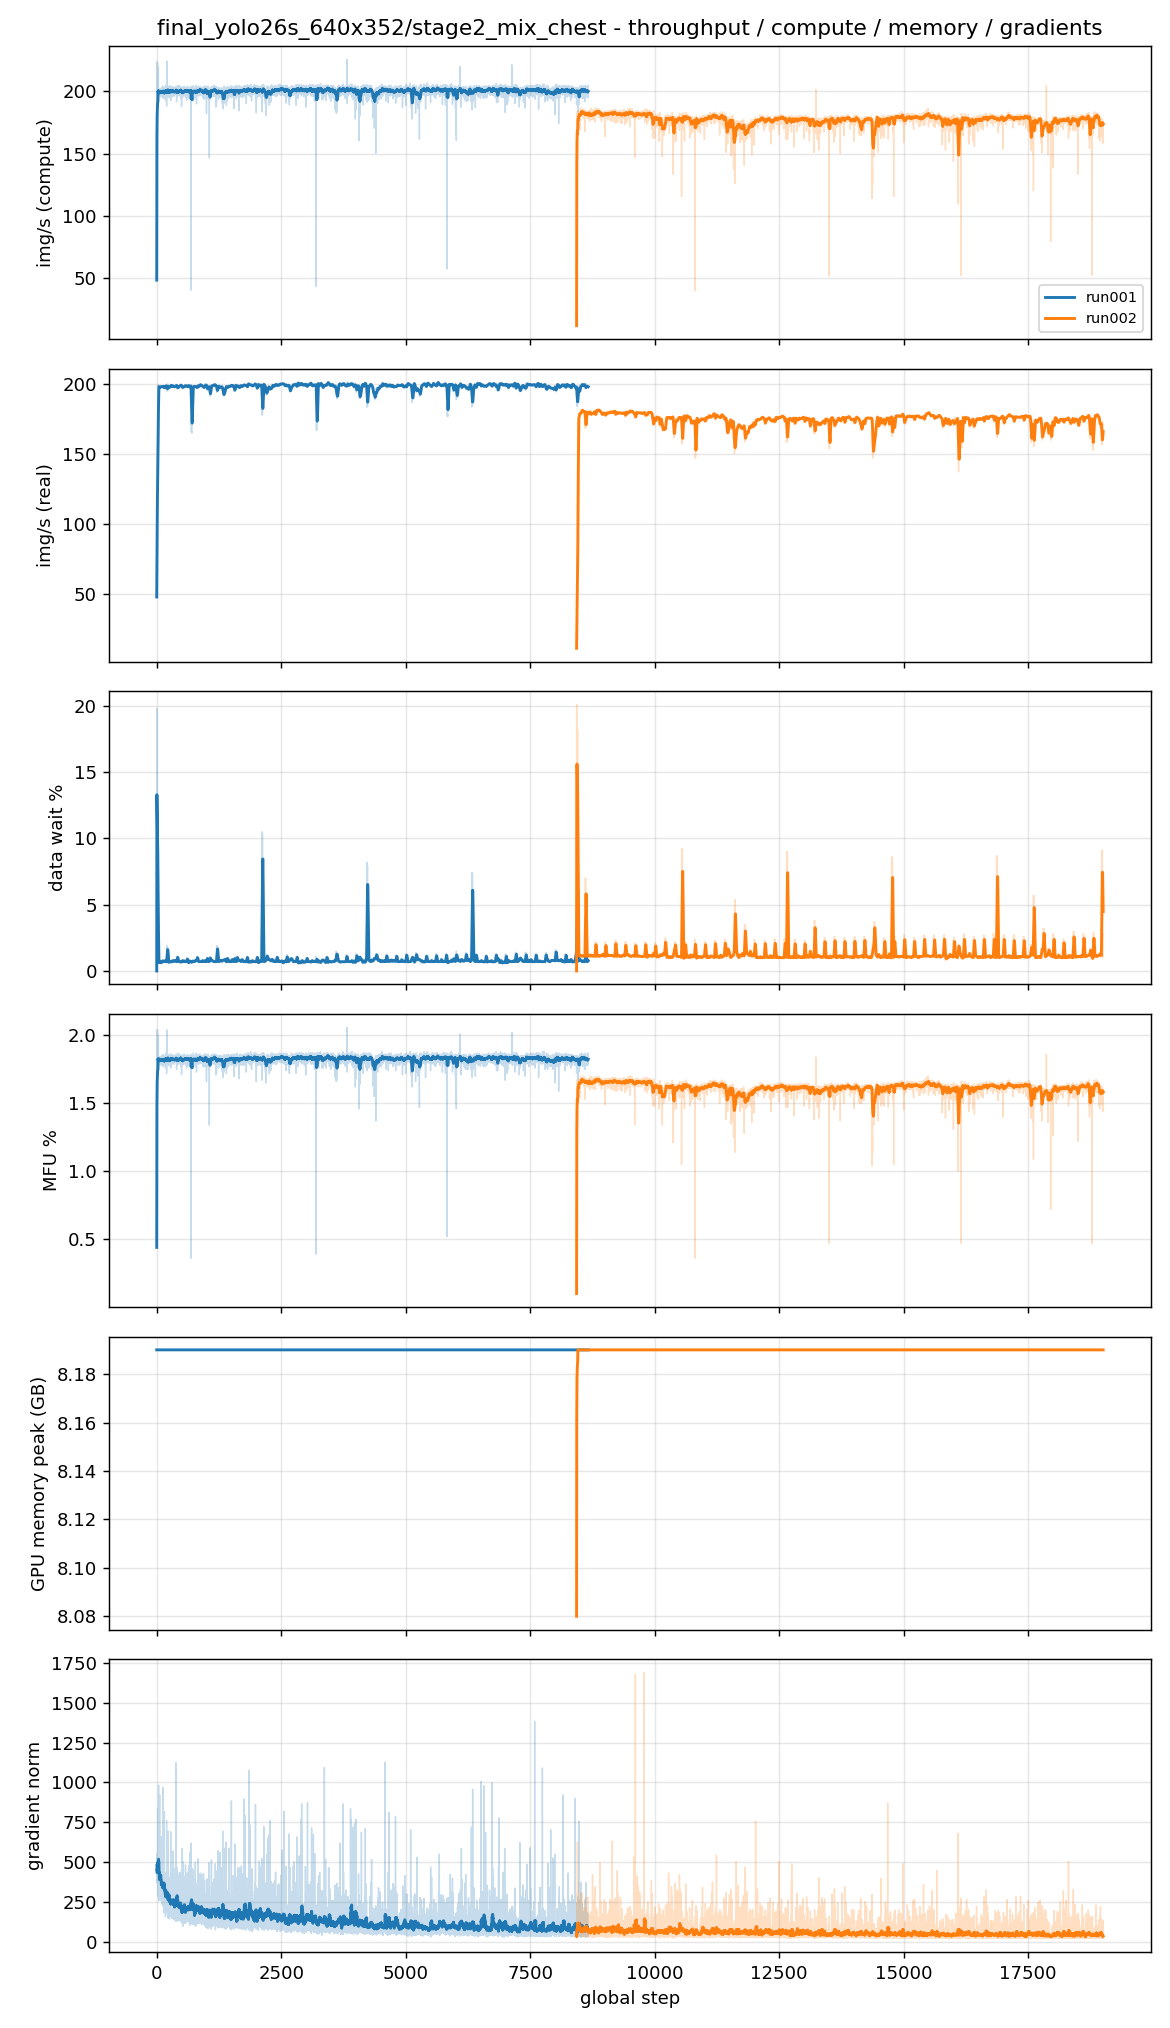 final_yolo26s_640x352/stage2_mix_chest - throughput / compute / memory / gradients
img/s (compute)
200
150
100
50
run001
run002
img/s (real)
200
150
100
50
data wait %
20
15
10
5
0
MFU %
2.0
1.5
1.0
0.5
GPU memory peak (GB)
8.18
8.16
8.14
8.12
8.10
8.08
gradient norm
1750
1500
1250
1000
750
500
250
0
0 2500 5000 7500 10000 12500 15000 17500
global step